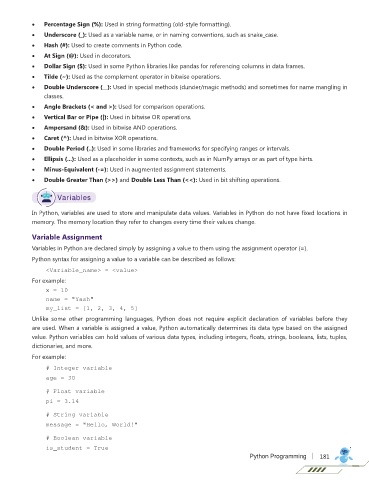 • Percentage Sign (%): Used in string formatting (old-style formatting).
• Underscore (_): Used as a variable name, or in naming conventions, such as snake_case.
• Hash (#): Used to create comments in Python code.
• At Sign (@): Used in decorators.
• Dollar Sign ($): Used in some Python libraries like pandas for referencing columns in data frames.
• Tilde (~): Used as the complement operator in bitwise operations.
• Double Underscore (__): Used in special methods (dunder/magic methods) and sometimes for name mangling in
classes.
• Angle Brackets (< and >): Used for comparison operations.
• Vertical Bar or Pipe (|): Used in bitwise OR operations.
• Ampersand (&): Used in bitwise AND operations.
• Caret (^): Used in bitwise XOR operations.
• Double Period (..): Used in some libraries and frameworks for specifying ranges or intervals.
• Ellipsis (...): Used as a placeholder in some contexts, such as in NumPy arrays or as part of type hints.
• Minus-Equivalent (-=): Used in augmented assignment statements.
• Double Greater Than (>>) and Double Less Than (<<): Used in bit shifting operations.
Variables
In Python, variables are used to store and manipulate data values. Variables in Python do not have fixed locations in
memory. The memory location they refer to changes every time their values change.
Variable Assignment
Variables in Python are declared simply by assigning a value to them using the assignment operator (=).
Python syntax for assigning a value to a variable can be described as follows:
<Variable_name> = <value>
For example:
x = 10
name = "Yash"
my_list = [1, 2, 3, 4, 5]
Unlike some other programming languages, Python does not require explicit declaration of variables before they
are used. When a variable is assigned a value, Python automatically determines its data type based on the assigned
value. Python variables can hold values of various data types, including integers, floats, strings, booleans, lists, tuples,
dictionaries, and more.
For example:
# Integer variable
age = 20
# Float variable
pi = 3.14
# String variable
message = "Hello, World!"
# Boolean variable
is_student = True
Python Programming | 181